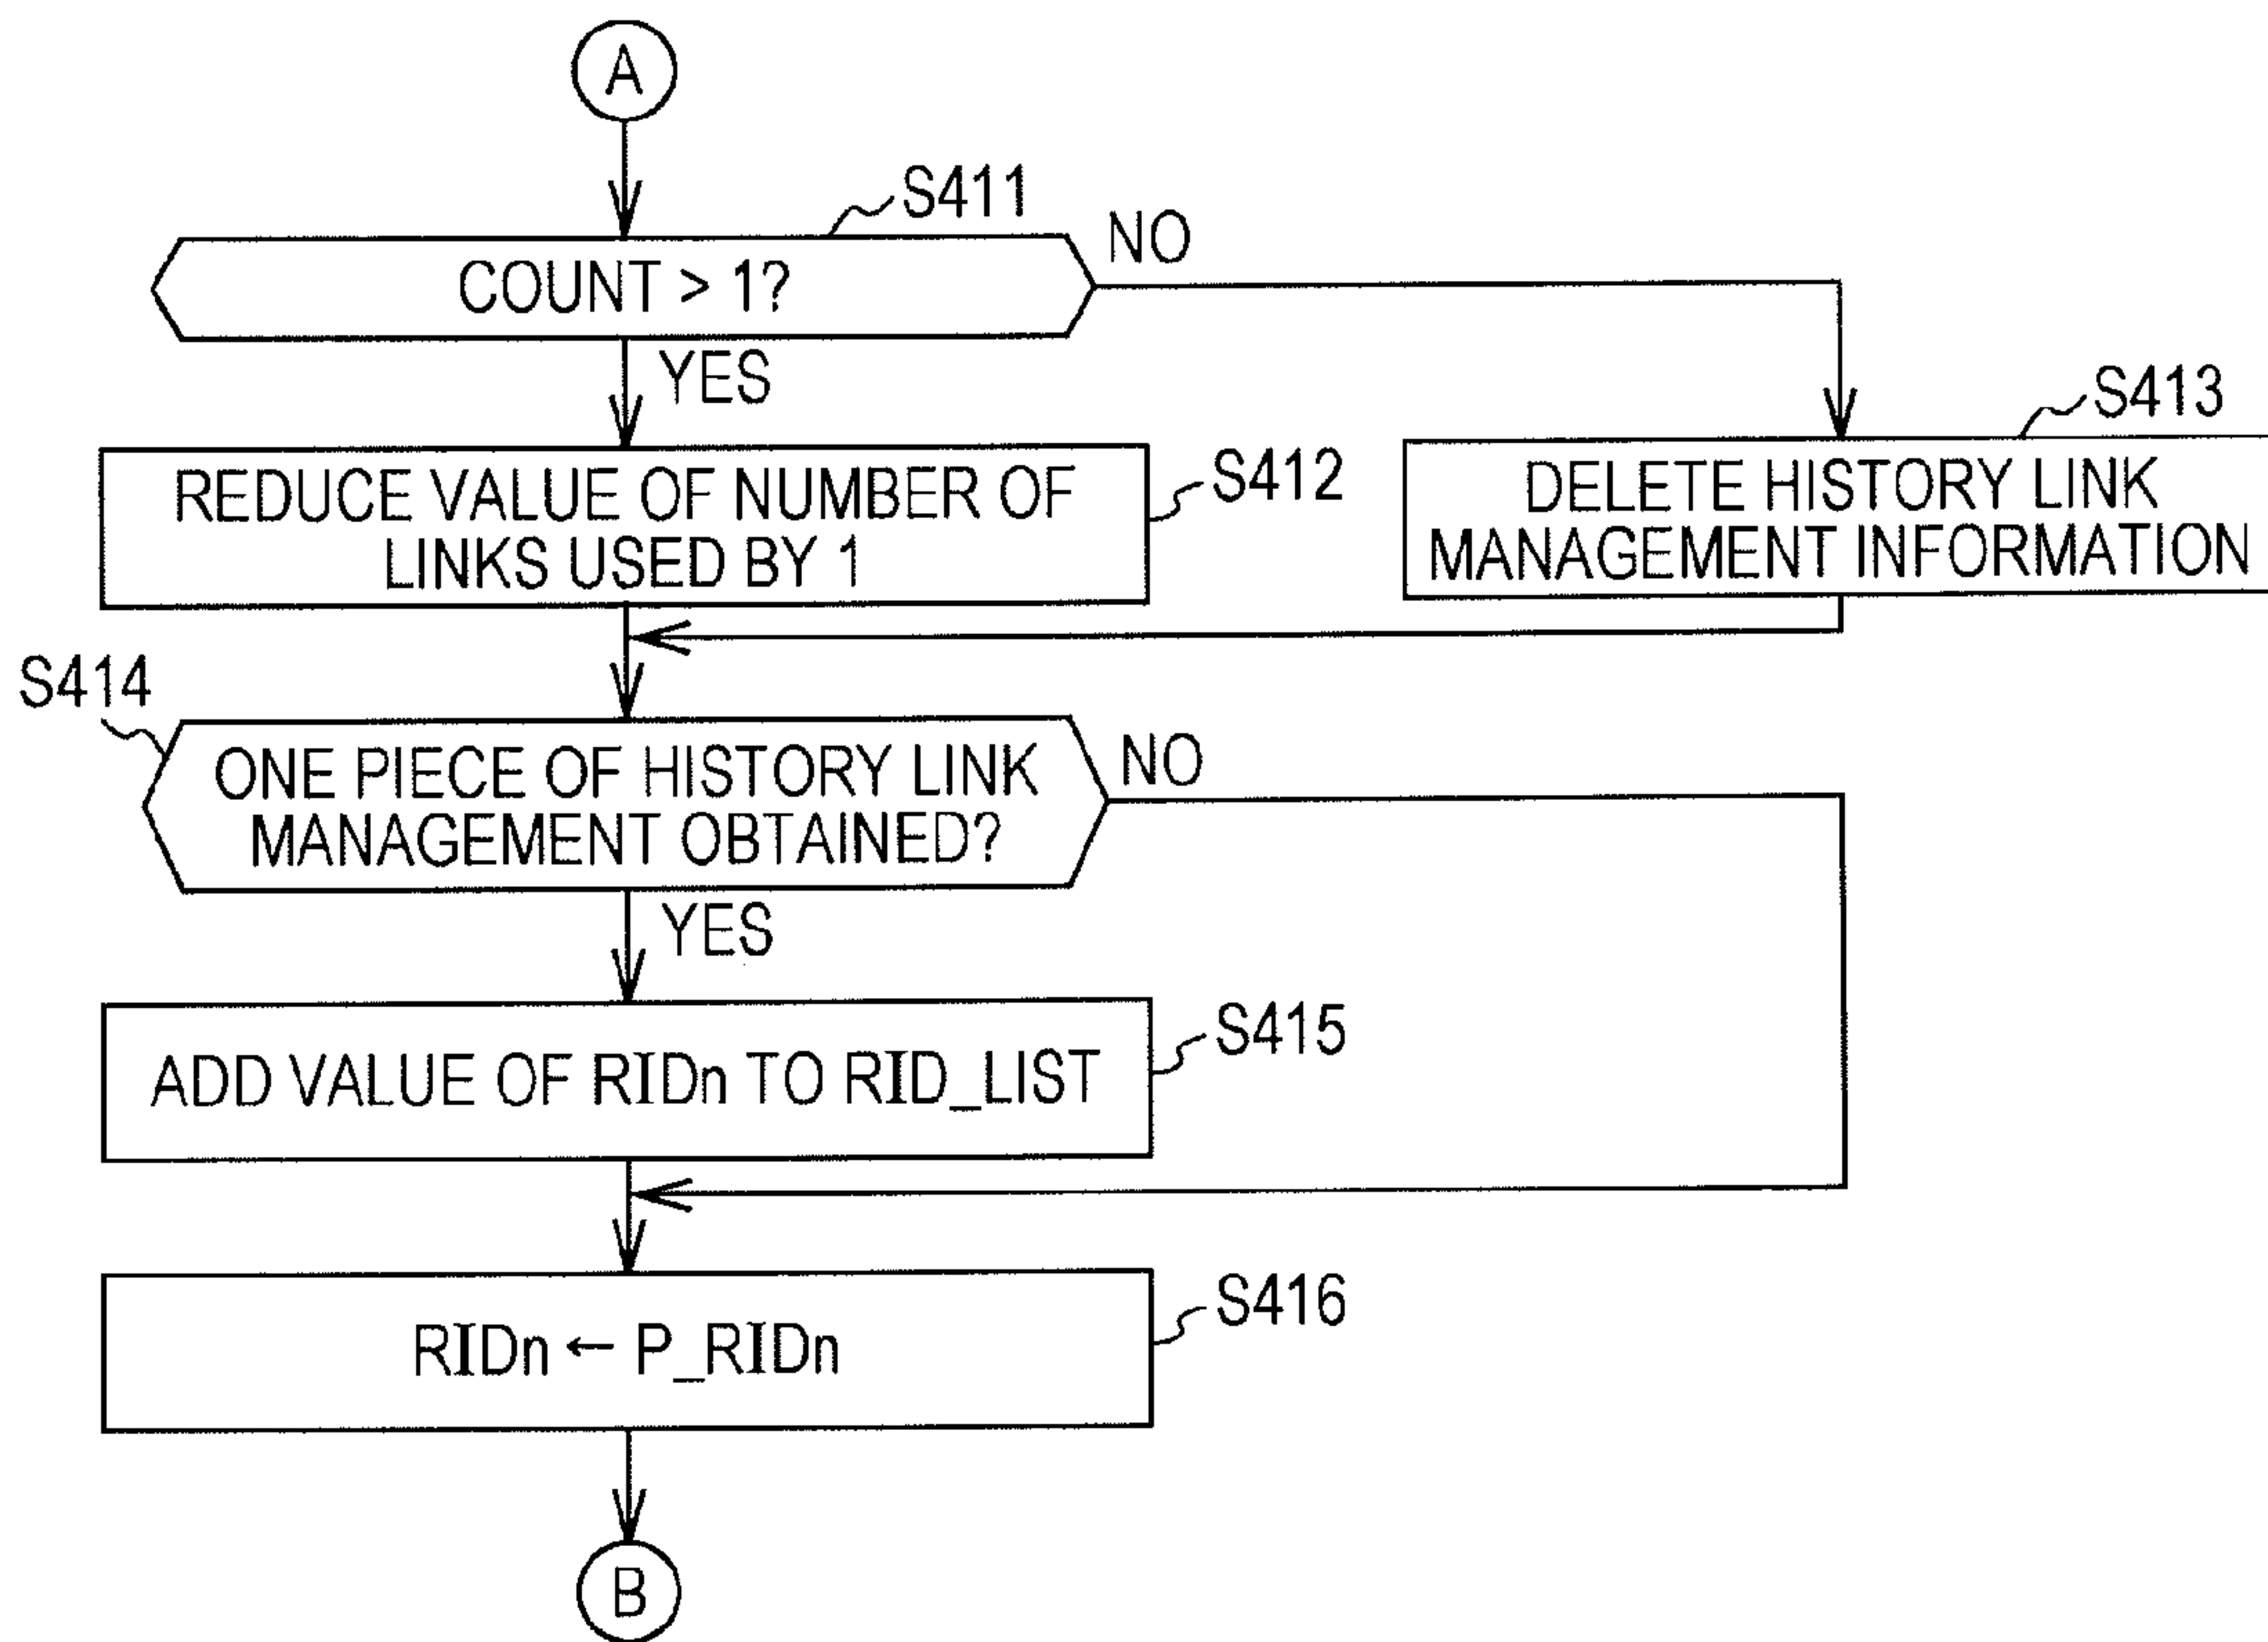 A
S411
COUNT > 1?
NO
YES
S413
REDUCE VALUE OF NUMBER OF
LINKS USED BY 1
S412
DELETE HISTORY LINK
MANAGEMENT INFORMATION
S414
ONE PIECE OF HISTORY LINK
MANAGEMENT OBTAINED?
NO
YES
S415
ADD VALUE OF RIDn TO RID_LIST
S416
RIDn ← P_RIDn
B